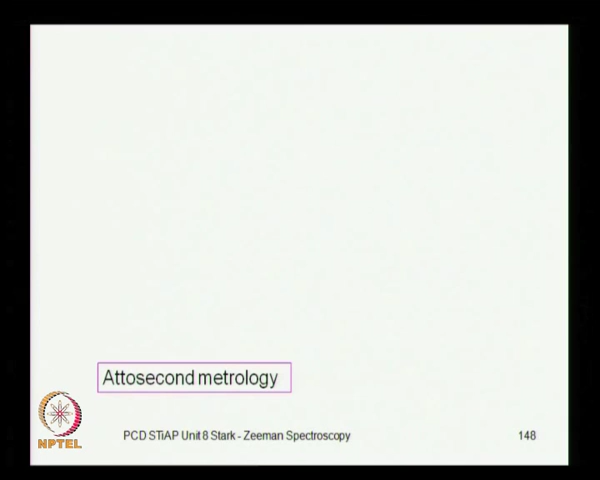 Attosecond metrology
NPTEL
PCD STiAP Unit 8 Stark - Zeeman Spectroscopy
148